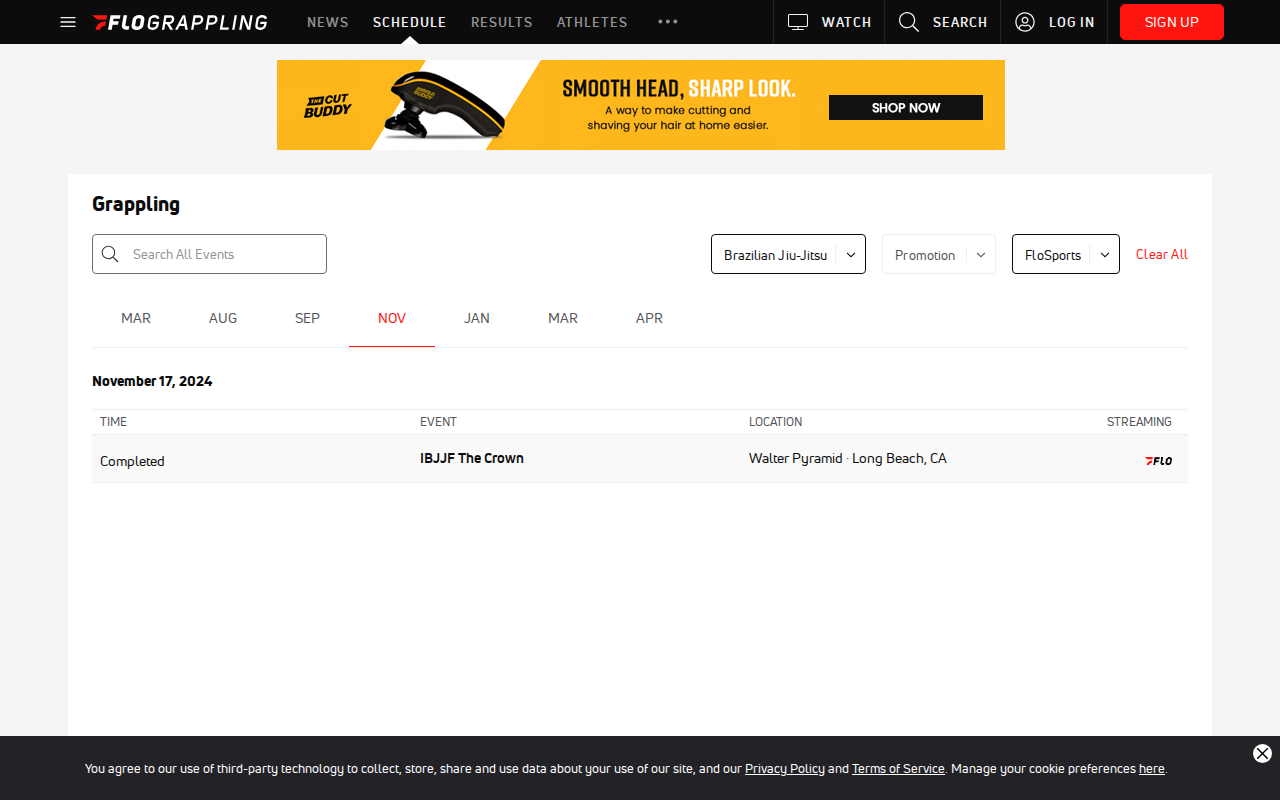 FLOGRAPPLING NEWS SCHEDULE RESULTS ATHLETES WATCH SEARCH LOG IN SIGN UP
THE CUT BUDDY
SMOOTH HEAD, SHARP LOOK.
A way to make cutting and
shaving your hair at home easier.
SHOP NOW
Grappling
Search All Events Brazilian Jiu-Jitsu Promotion FloSports Clear All
MAR AUG SEP NOV JAN MAR APR
November 17, 2024
TIME EVENT LOCATION STREAMING
Completed IBJJF The Crown Walter Pyramid · Long Beach, CA FLO
You agree to our use of third-party technology to collect, store, share and use data about your use of our site, and our Privacy Policy and Terms of Service. Manage your cookie preferences here.